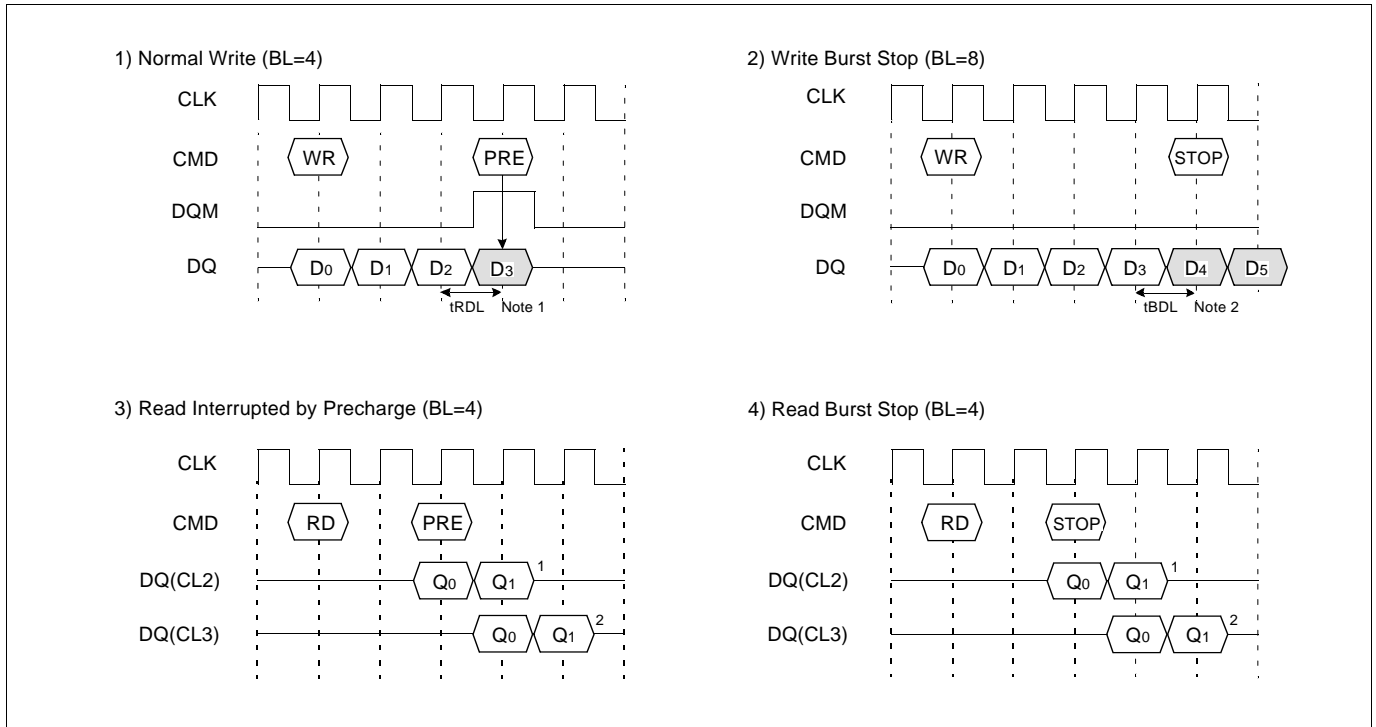 1) Normal Write (BL=4)
CLK
CMD
WR
PRE
DQM
DQ
D0
D1
D2
D3
tRDL
Note 1
2) Write Burst Stop (BL=8)
CLK
CMD
WR
STOP
DQM
DQ
D0
D1
D2
D3
D4
D5
tBDL
Note 2
3) Read Interrupted by Precharge (BL=4)
CLK
CMD
RD
PRE
DQ(CL2)
Q0
Q1
1
DQ(CL3)
Q0
Q1
2
4) Read Burst Stop (BL=4)
CLK
CMD
RD
STOP
DQ(CL2)
Q0
Q1
1
DQ(CL3)
Q0
Q1
2